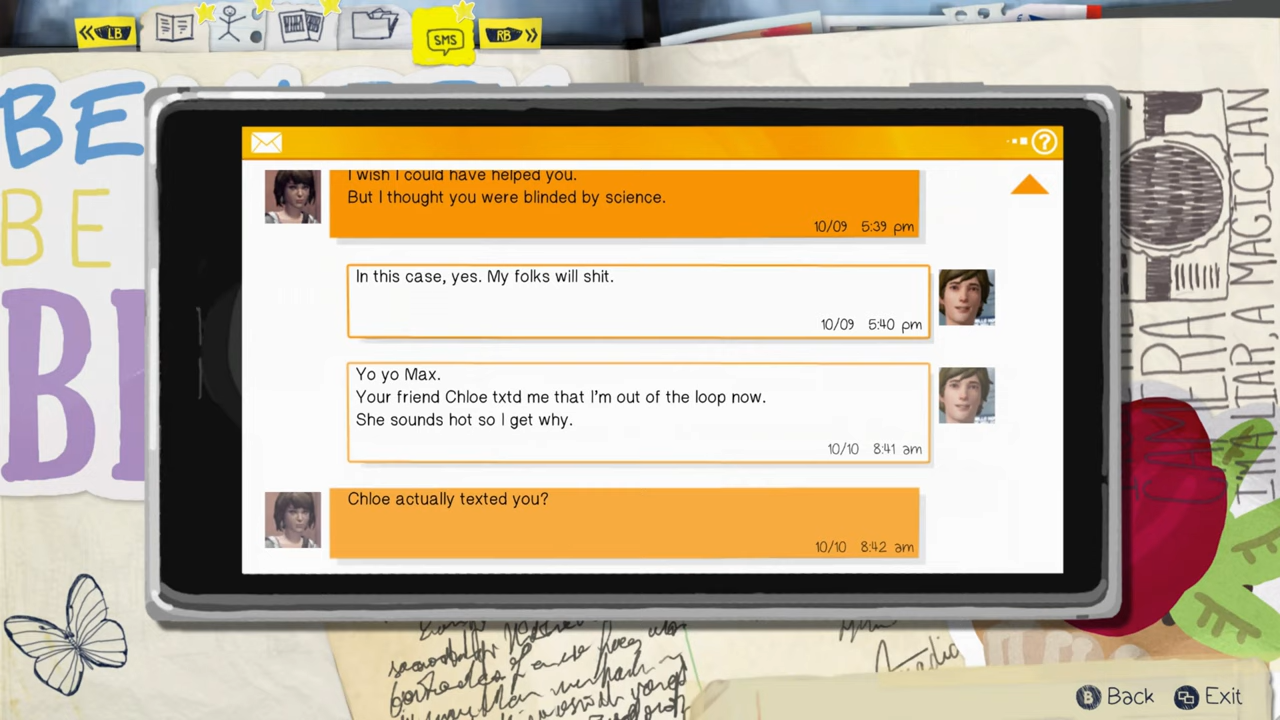 LB
SMS
RB
I wish I could have helped you.
But I thought you were blinded by science.
10/09 5:39 pm
In this case, yes. My folks will shit.
10/09 5:40 pm
Yo yo Max.
Your friend Chloe txtd me that I'm out of the loop now.
She sounds hot so I get why.
10/10 8:41 am
Chloe actually texted you?
10/10 8:42 am
BE
BE
CAMERA
LIAR, A MAGICIAN
B Back
Exit